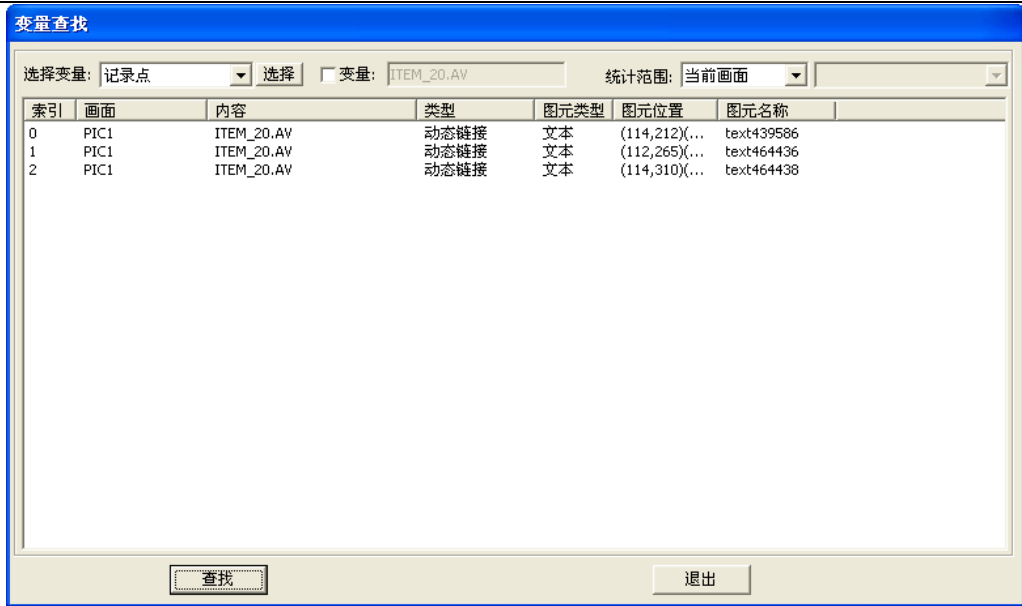 变量查找
选择变量: 记录点 选择 变量: ITEM_20.AV 统计范围: 当前画面
索引 画面 内容 类型 图元类型 图元位置 图元名称
0 PIC1 ITEM_20.AV 动态链接 文本 (114,212)(... text439586
1 PIC1 ITEM_20.AV 动态链接 文本 (112,265)(... text464436
2 PIC1 ITEM_20.AV 动态链接 文本 (114,310)(... text464438
查找 退出